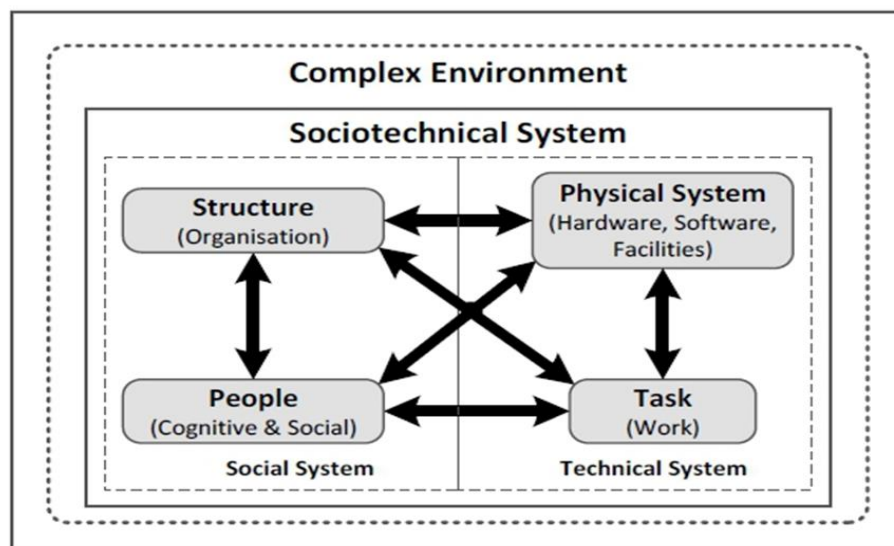 Complex Environment
Sociotechnical System
Structure
(Organisation)
Physical System
(Hardware, Software,
Facilities)
People
(Cognitive & Social)
Task
(Work)
Social System
Technical System